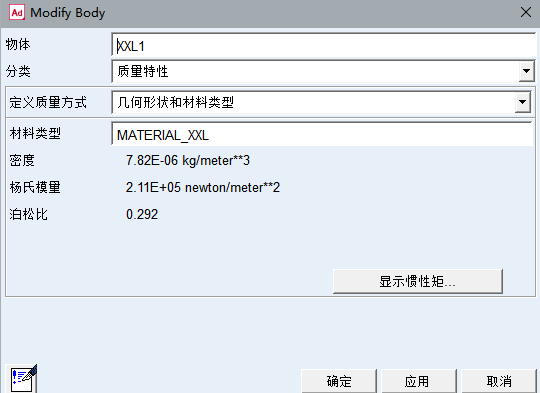 Ad Modify Body
物体 XXL1
分类 质量特性
定义质量方式 几何形状和材料类型
材料类型 MATERIAL_XXL
密度 7.82E-06 kg/meter**3
杨氏模量 2.11E+05 newton/meter**2
泊松比 0.292
显示惯性矩...
确定 应用 取消